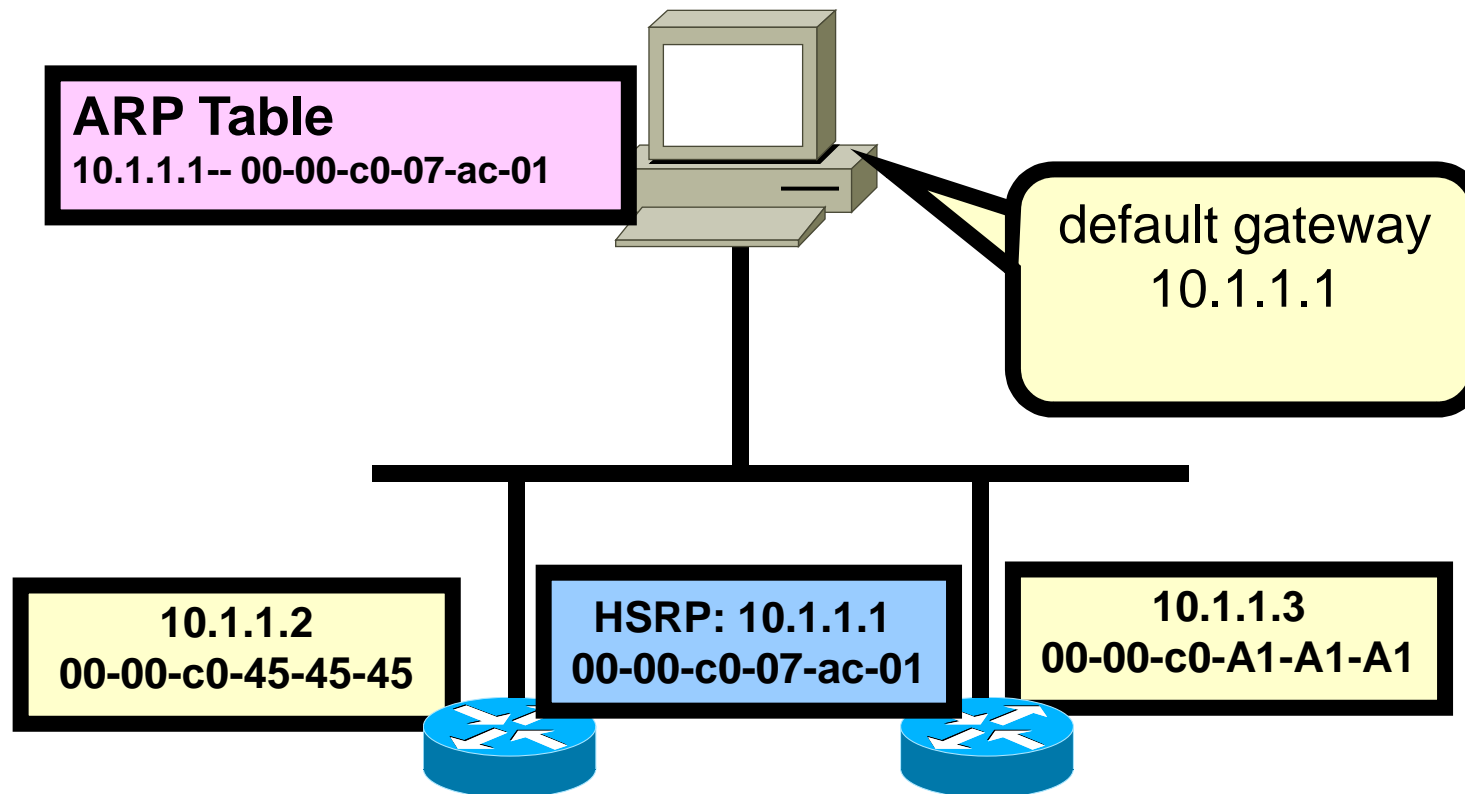 ARP Table
10.1.1.1-- 00-00-c0-07-ac-01
default gateway
10.1.1.1
10.1.1.2
00-00-c0-45-45-45
HSRP: 10.1.1.1
00-00-c0-07-ac-01
10.1.1.3
00-00-c0-A1-A1-A1